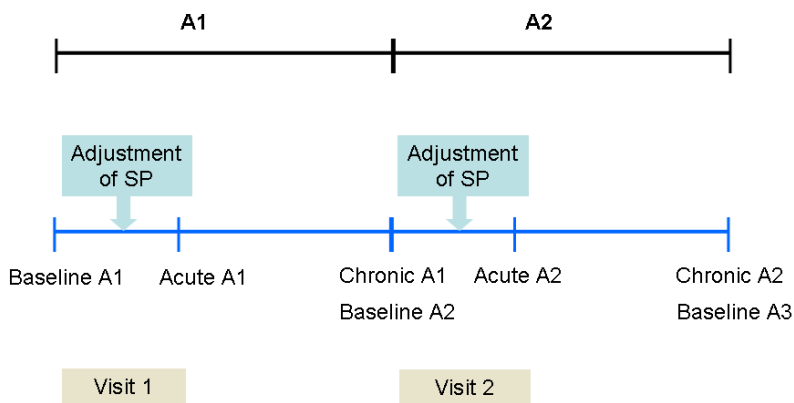 A1 A2
Adjustment
of SP
Adjustment
of SP
Baseline A1 Acute A1 Chronic A1 Acute A2 Chronic A2
Baseline A2 Baseline A3
Visit 1 Visit 2